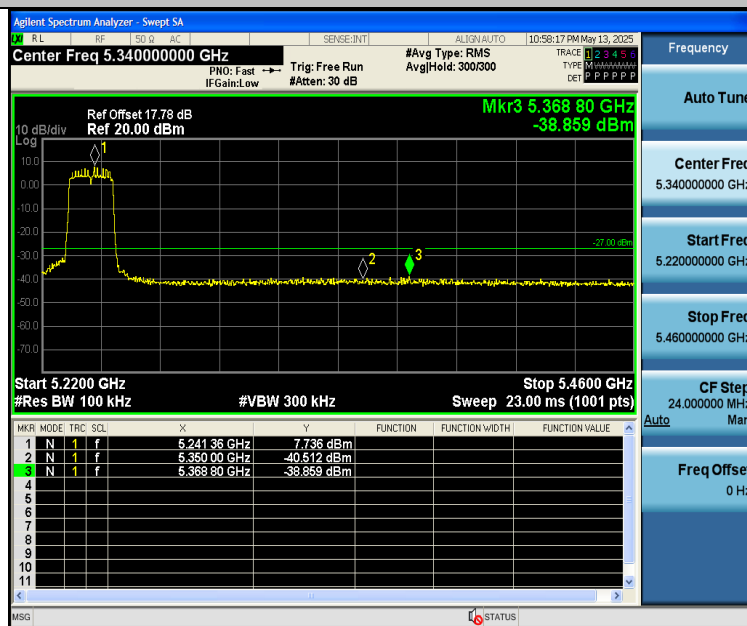 Agilent Spectrum Analyzer - Swept SA
RL RF 50 Ω AC SENSE:INT ALIGN AUTO 10:58:17 PM May 13, 2025
Center Freq 5.340000000 GHz
PNO: Fast
IFGain:Low
Trig: Free Run
#Atten: 30 dB
#Avg Type: RMS
Avg|Hold: 300/300
TRACE 1 2 3 4 5 6
TYPE M
DET P P P P P P
Mkr3 5.368 80 GHz
-38.859 dBm
Ref Offset 17.78 dB
10 dB/div Ref 20.00 dBm
Log
10.0
0.00
-10.0
-20.0
-30.0
-40.0
-50.0
-60.0
-70.0
1
2
3
-27.00 dBm
Start 5.2200 GHz Stop 5.4600 GHz
#Res BW 100 kHz #VBW 300 kHz Sweep 23.00 ms (1001 pts)
MKR MODE TRC SCL X Y FUNCTION FUNCTION WIDTH FUNCTION VALUE
1 N 1 f 5.241 36 GHz 7.736 dBm
2 N 1 f 5.350 00 GHz -40.512 dBm
3 N 1 f 5.368 80 GHz -38.859 dBm
4
5
6
7
8
9
10
11
MSG STATUS
Frequency
Auto Tune
Center Freq
5.340000000 GHz
Start Freq
5.220000000 GHz
Stop Freq
5.460000000 GHz
CF Step
24.000000 MHz
Auto Man
Freq Offset
0 Hz